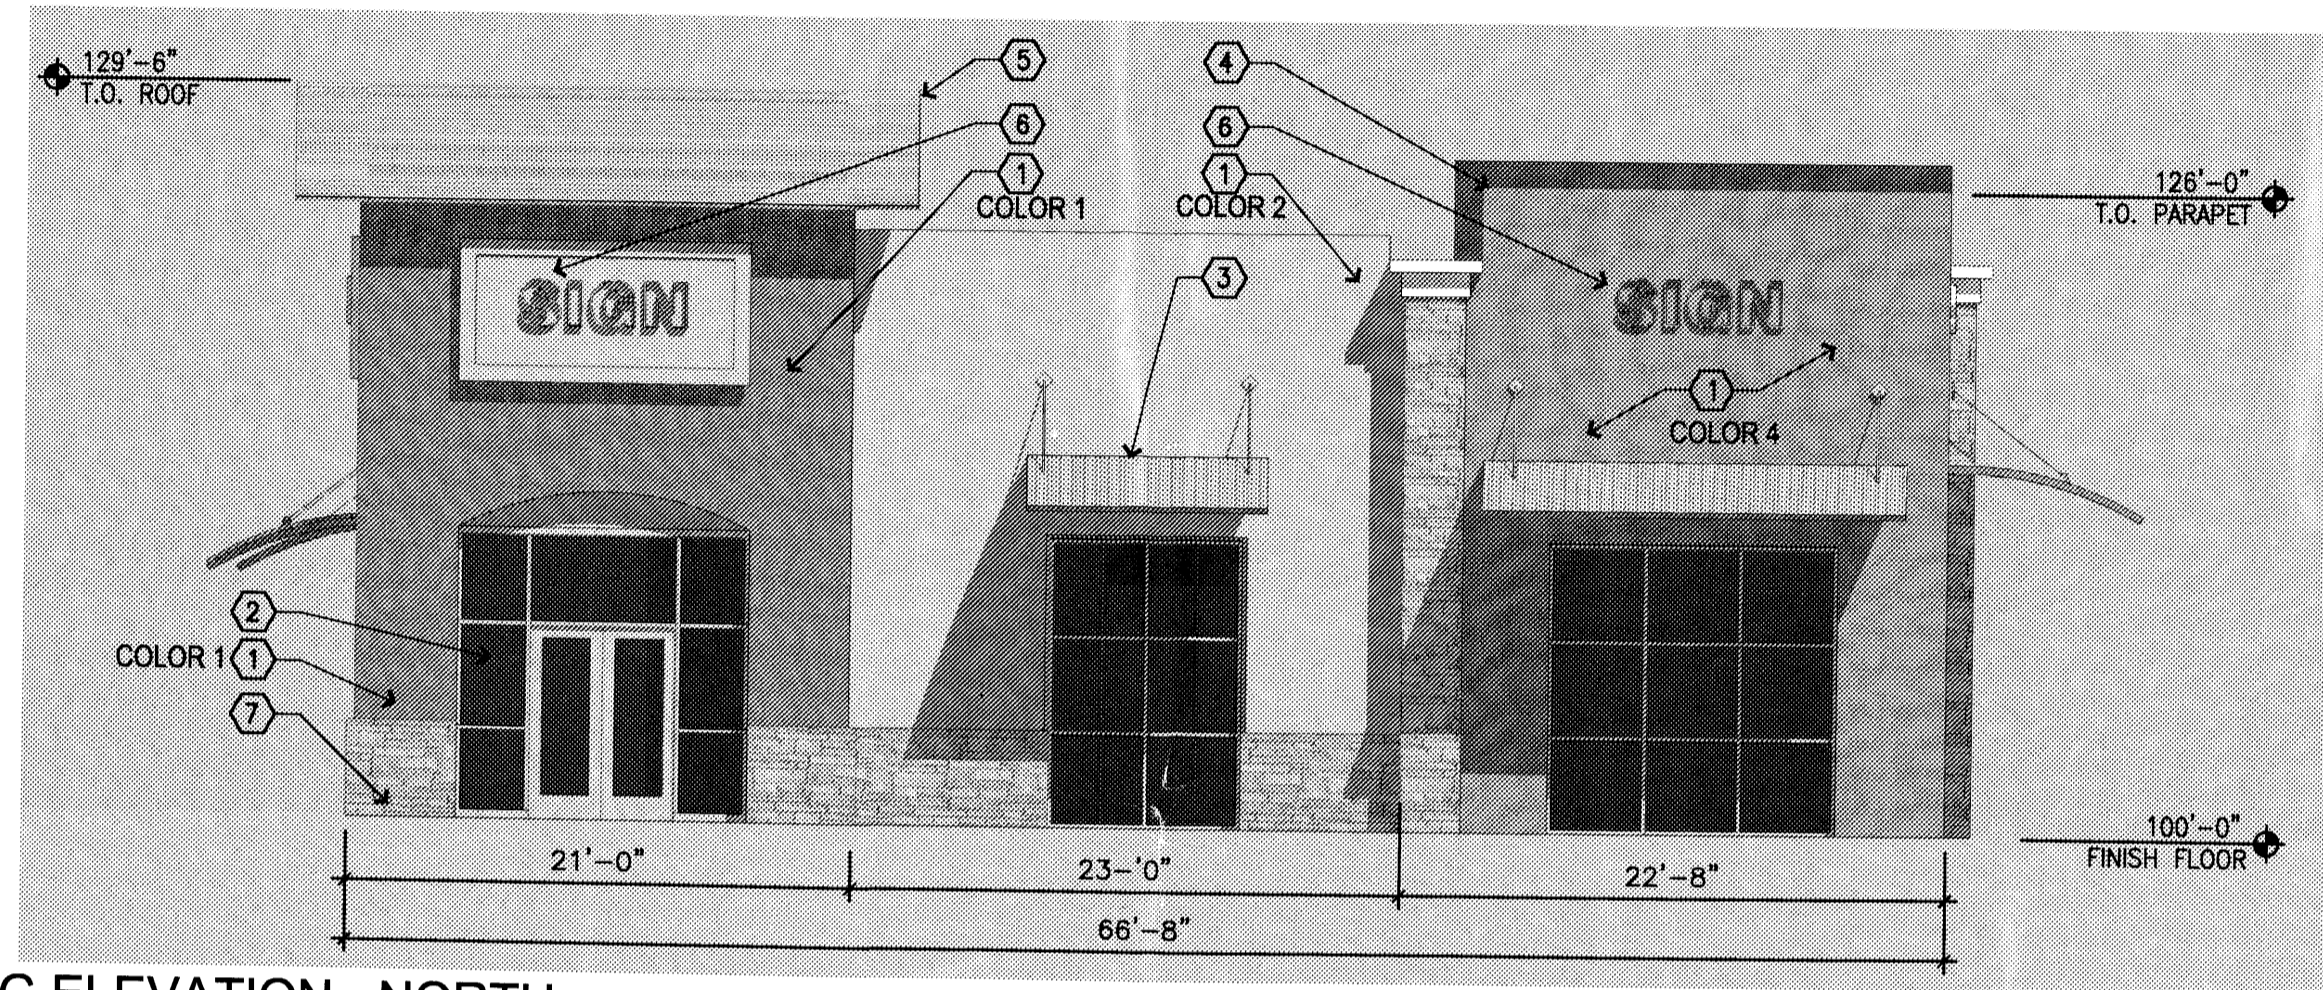 129'-6"
T.O. ROOF
5
4
6
6
1
COLOR 1
1
COLOR 2
126'-0"
T.O. PARAPET
3
SIGN
SIGN
1
COLOR 4
2
COLOR 1 1
7
100'-0"
FINISH FLOOR
21'-0"
23-'0"
22'-8"
66'-8"
G ELEVATION - NORTH